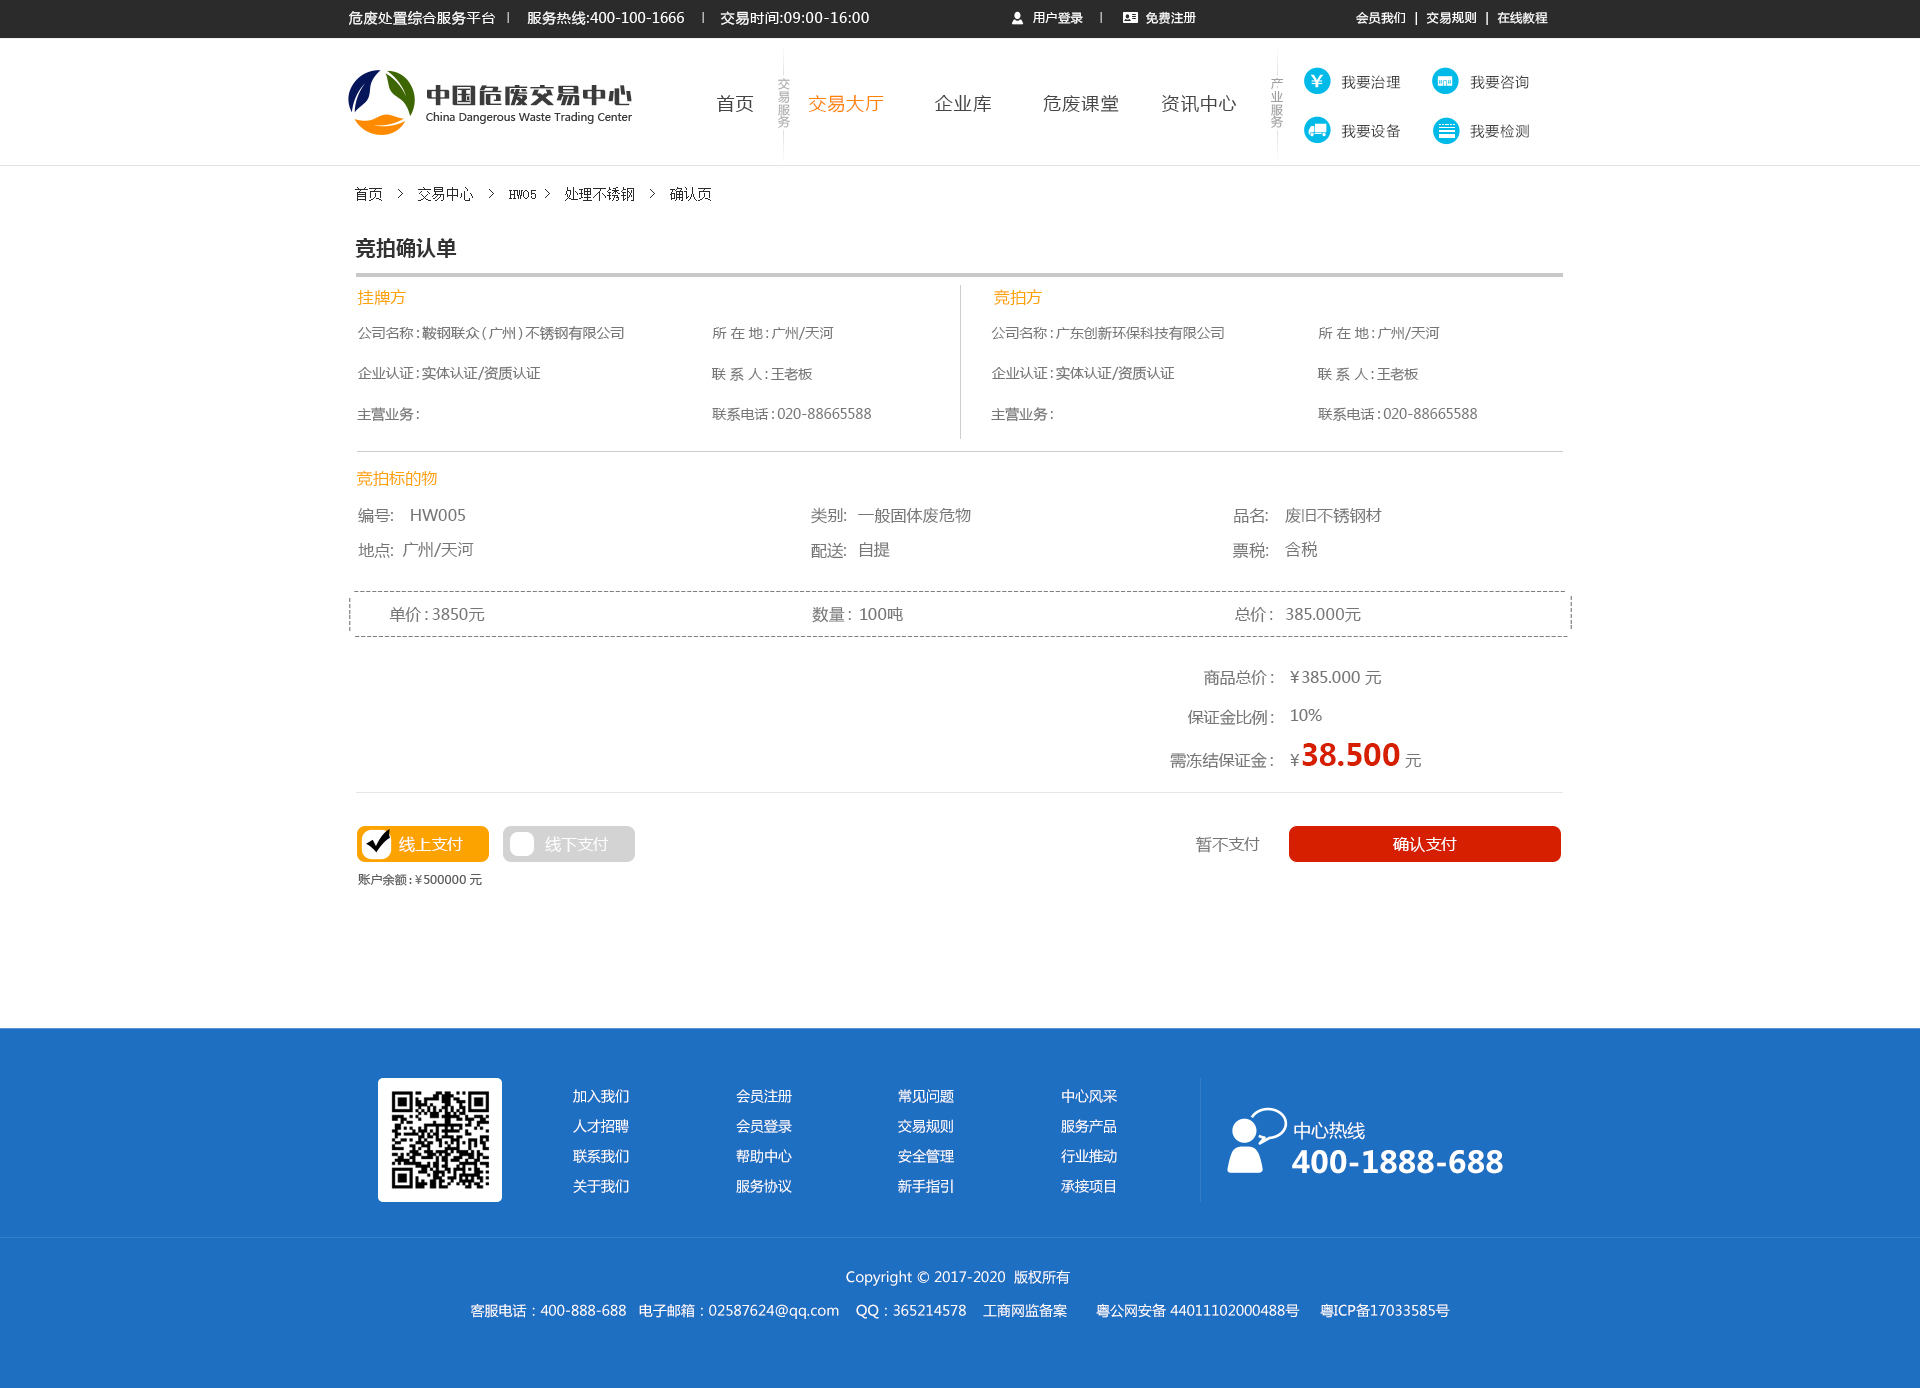 危废处置综合服务平台 | 服务热线:400-100-1666 | 交易时间:09:00-16:00 用户登录 | 免费注册 会员我们 | 交易规则 | 在线教程
中国危废交易中心
China Dangerous Waste Trading Center
首页 交易服务 交易大厅 企业库 危废课堂 资讯中心 产业服务
¥ 我要治理 我要咨询
我要设备 我要检测
首页 > 交易中心 > HW05 > 处理不锈钢 > 确认页
竞拍确认单
挂牌方 竞拍方
公司名称:鞍钢联众(广州)不锈钢有限公司 所 在 地:广州/天河 公司名称:广东创新环保科技有限公司 所 在 地:广州/天河
企业认证:实体认证/资质认证 联 系 人:王老板 企业认证:实体认证/资质认证 联 系 人:王老板
主营业务: 联系电话:020-88665588 主营业务: 联系电话:020-88665588
竞拍标的物
编号: HW005 类别: 一般固体废危物 品名: 废旧不锈钢材
地点: 广州/天河 配送: 自提 票税: 含税
单价:3850元 数量: 100吨 总价: 385.000元
商品总价: ¥385.000 元
保证金比例: 10%
需冻结保证金: ¥38.500 元
线上支付 线下支付 暂不支付 确认支付
账户余额:¥500000 元
加入我们 会员注册 常见问题 中心风采
人才招聘 会员登录 交易规则 服务产品
联系我们 帮助中心 安全管理 行业推动
关于我们 服务协议 新手指引 承接项目
中心热线
400-1888-688
Copyright © 2017-2020 版权所有
客服电话：400-888-688 电子邮箱：02587624@qq.com QQ：365214578 工商网监备案 粤公网安备 44011102000488号 粤ICP备17033585号